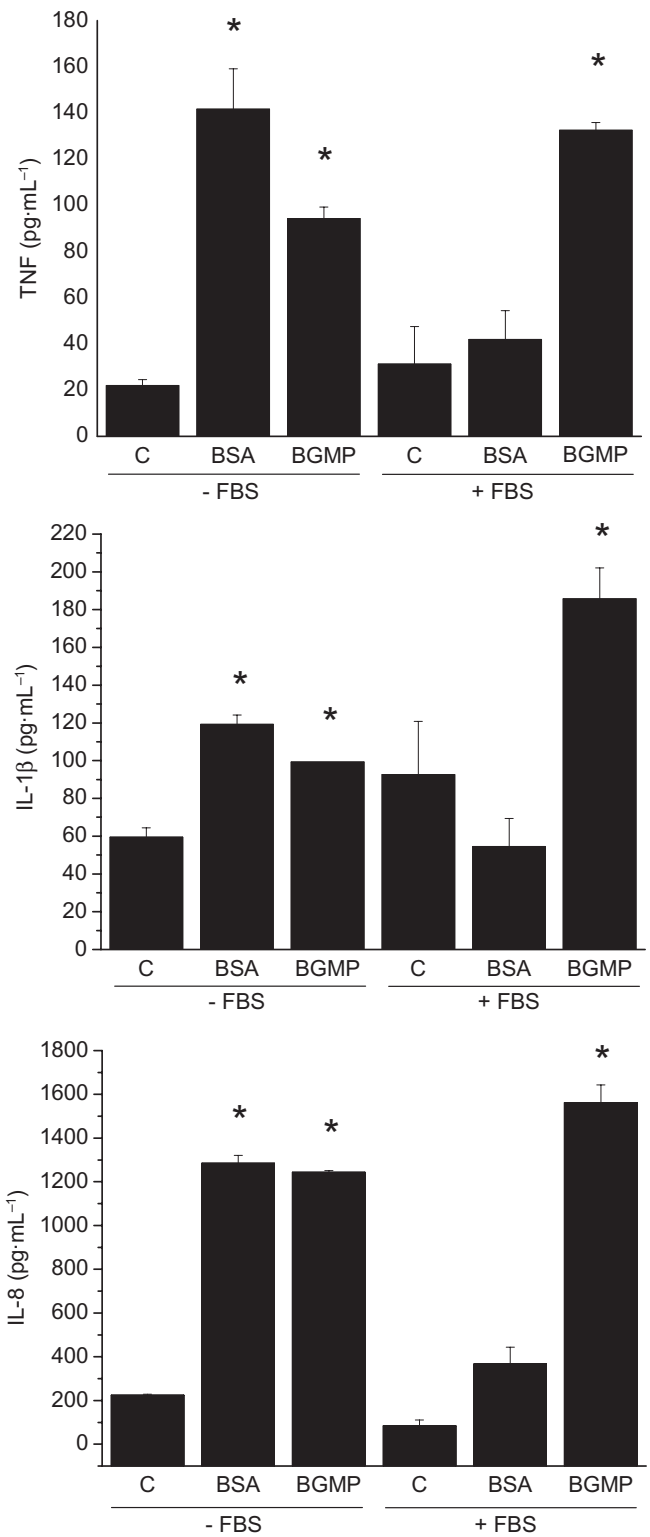 180
160
140
120
100
80
60
40
20
0
TNF (pg·mL⁻¹)
* * *
C BSA BGMP C BSA BGMP
- FBS + FBS
220
200
180
160
140
120
100
80
60
40
20
0
IL-1β (pg·mL⁻¹)
* * *
C BSA BGMP C BSA BGMP
- FBS + FBS
1800
1600
1400
1200
1000
800
600
400
200
0
IL-8 (pg·mL⁻¹)
* * *
C BSA BGMP C BSA BGMP
- FBS + FBS